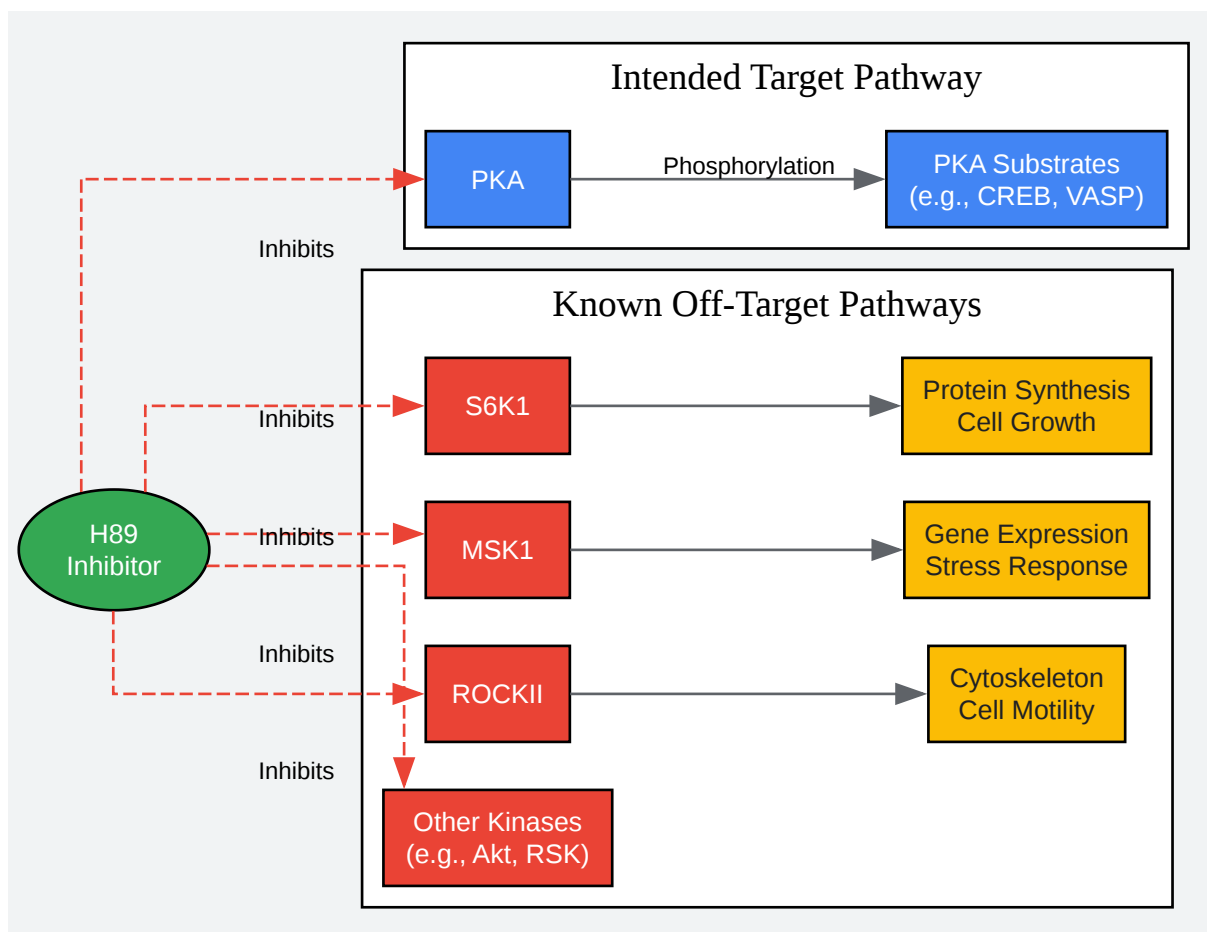 Intended Target Pathway
PKA
Phosphorylation
PKA Substrates
(e.g., CREB, VASP)
Inhibits
Known Off-Target Pathways
Inhibits
S6K1
Protein Synthesis
Cell Growth
H89
Inhibitor
Inhibits
MSK1
Gene Expression
Stress Response
Inhibits
ROCKII
Cytoskeleton
Cell Motility
Inhibits
Other Kinases
(e.g., Akt, RSK)